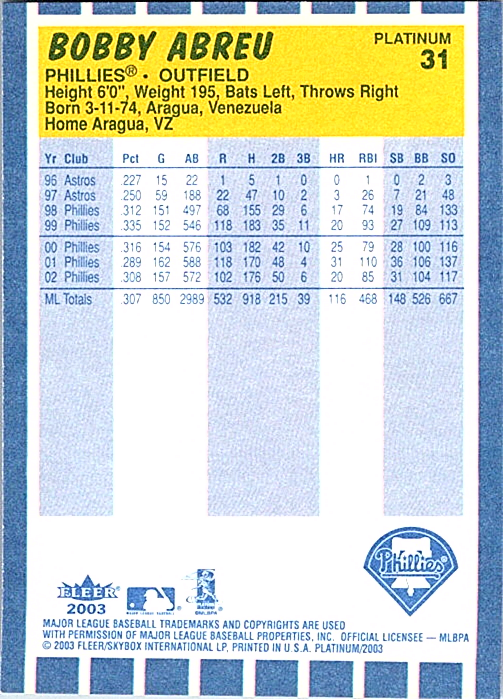 BOBBY ABREU
PLATINUM
31
PHILLIES® • OUTFIELD
Height 6'0", Weight 195, Bats Left, Throws Right
Born 3-11-74, Aragua, Venezuela
Home Aragua, VZ
Yr Club Pct G AB R H 2B 3B HR RBI SB BB SO
96 Astros .227 15 22 1 5 1 0 0 1 0 2 3
97 Astros .250 59 188 22 47 10 2 3 26 7 21 48
98 Phillies .312 151 497 68 155 29 6 17 74 19 84 133
99 Phillies .335 152 546 118 183 35 11 20 93 27 109 113
00 Phillies .316 154 576 103 182 42 10 25 79 28 100 116
01 Phillies .289 162 588 118 170 48 4 31 110 36 106 137
02 Phillies .308 157 572 102 176 50 6 20 85 31 104 117
ML Totals .307 850 2989 532 918 215 39 116 468 148 526 667
Phillies
FLEER
2003
MAJOR LEAGUE BASEBALL
MLBPA
MAJOR LEAGUE BASEBALL TRADEMARKS AND COPYRIGHTS ARE USED
WITH PERMISSION OF MAJOR LEAGUE BASEBALL PROPERTIES, INC. OFFICIAL LICENSEE — MLBPA
© 2003 FLEER/SKYBOX INTERNATIONAL LP, PRINTED IN U.S.A. PLATINUM/2003